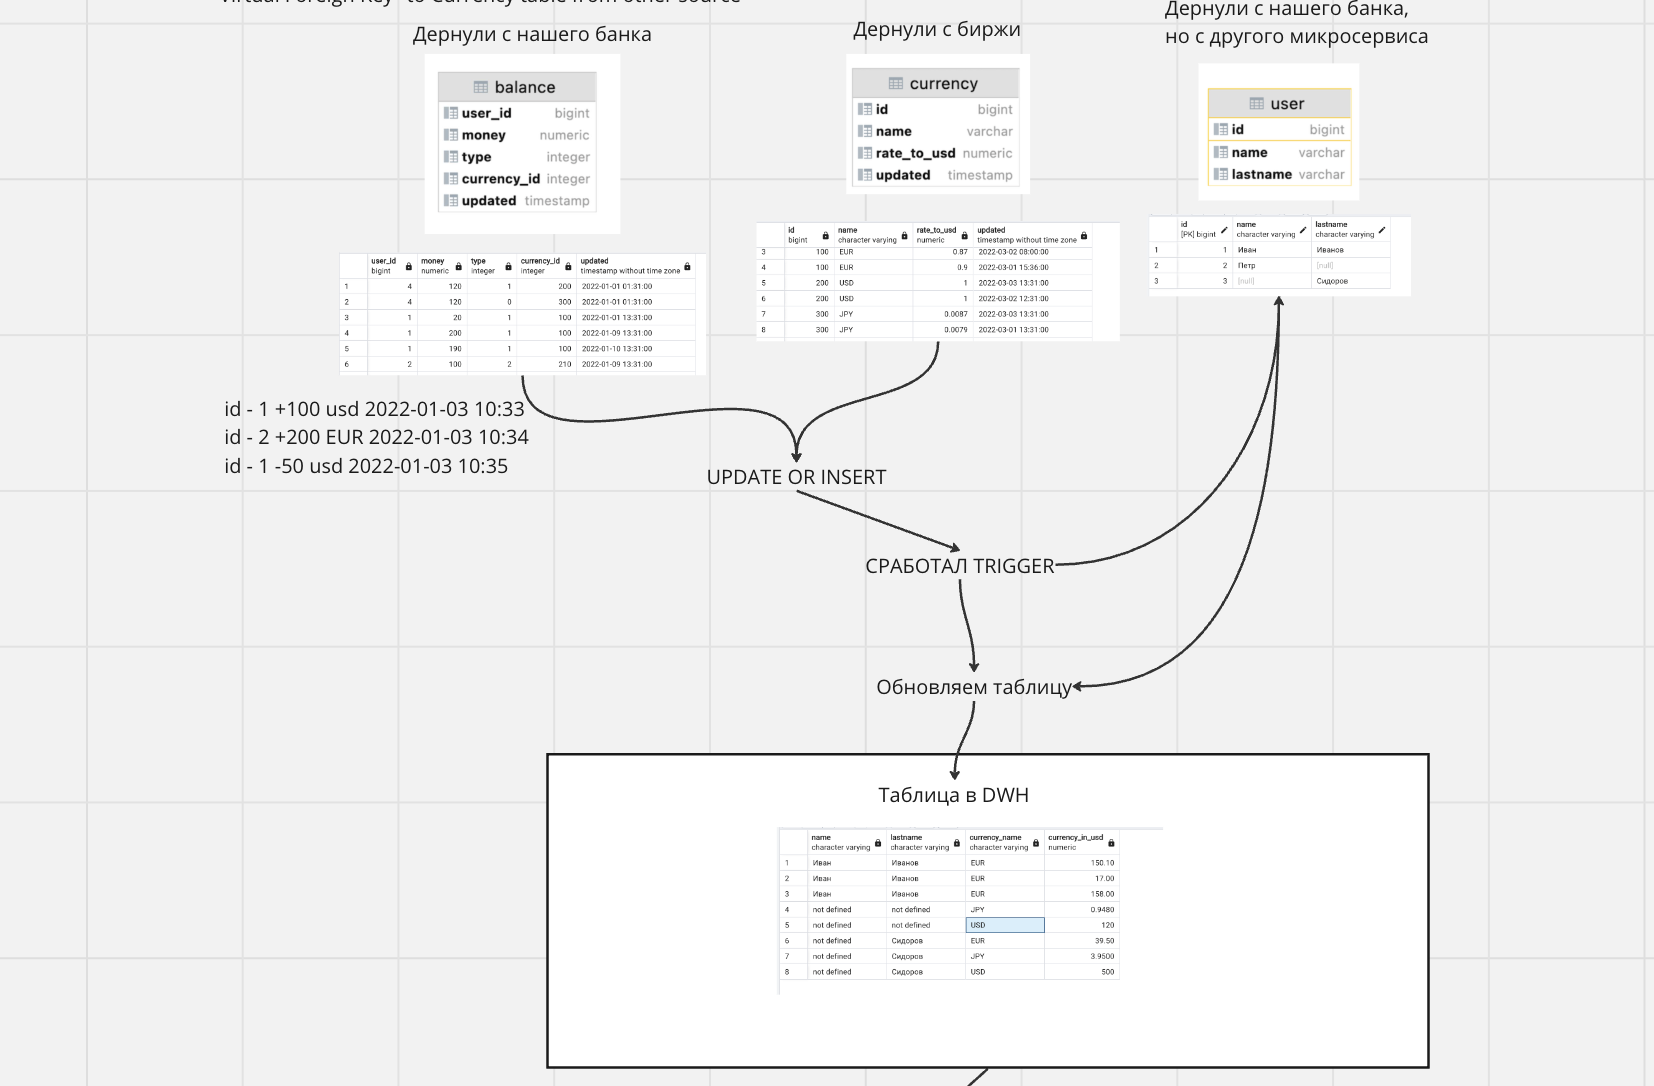 Virtual Foreign Key to Currency table from other source
Дернули с нашего банка
Дернули с биржи
Дернули с нашего банка,
но с другого микросервиса
balance
user_id bigint
money numeric
type integer
currency_id integer
updated timestamp
currency
id bigint
name varchar
rate_to_usd numeric
updated timestamp
user
id bigint
name varchar
lastname varchar
user_id money type currency_id updated
bigint numeric integer integer timestamp without time zone
1 4 120 1 200 2022-01-01 01:31:00
2 4 120 0 300 2022-01-01 01:31:00
3 1 20 1 100 2022-01-01 13:31:00
4 1 200 1 100 2022-01-09 13:31:00
5 1 190 1 100 2022-01-10 13:31:00
6 2 100 2 210 2022-01-09 13:31:00
id name rate_to_usd updated
bigint character varying numeric timestamp without time zone
3 100 EUR 0.87 2022-03-02 08:00:00
4 100 EUR 0.9 2022-03-01 15:36:00
5 200 USD 1 2022-03-03 13:31:00
6 200 USD 1 2022-03-02 12:31:00
7 300 JPY 0.0087 2022-03-03 13:31:00
8 300 JPY 0.0079 2022-03-01 13:31:00
id name lastname
[PK] bigint character varying character varying
1 1 Иван Иванов
2 2 Петр [null]
3 3 [null] Сидоров
id - 1 +100 usd 2022-01-03 10:33
id - 2 +200 EUR 2022-01-03 10:34
id - 1 -50 usd 2022-01-03 10:35
UPDATE OR INSERT
СРАБОТАЛ TRIGGER
Обновляем таблицу
Таблица в DWH
name lastname currency_name currency_in_usd
character varying character varying character varying numeric
1 Иван Иванов EUR 150.10
2 Иван Иванов EUR 17.00
3 Иван Иванов EUR 158.00
4 not defined not defined JPY 0.9480
5 not defined not defined USD 120
6 not defined Сидоров EUR 39.50
7 not defined Сидоров JPY 3.9500
8 not defined Сидоров USD 500